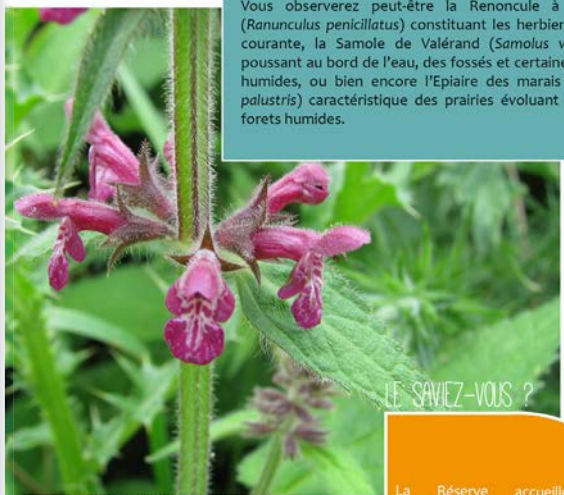 Vous observerez peut-être la Renoncule à
(Ranunculus penicillatus) constituant les herbier
courante, la Samole de Valérand (Samolus
poussant au bord de l'eau, des fossés et certaine
humides, ou bien encore l'Epiaire des marais
palustris) caractéristique des prairies évoluant
forets humides.
LE SAVIEZ-VOUS ?
La Réserve accueill